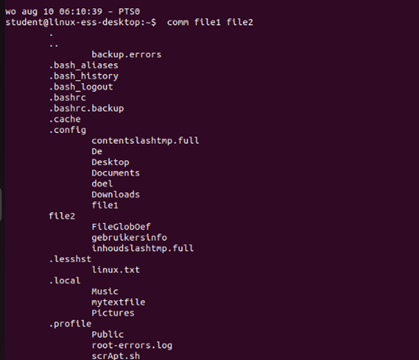 wo aug 10 06:10:39 - PTS0
student@linux-ess-desktop:~$ comm file1 file2
.
..
backup.errors
.bash_aliases
.bash_history
.bash_logout
.bashrc
.bashrc.backup
.cache
.config
contentslashtmp.full
De
Desktop
Documents
doel
Downloads
file1
file2
FileGlobOef
gebruikersinfo
inhoudslashtmp.full
.lesshst
linux.txt
.local
Music
mytextfile
Pictures
.profile
Public
root-errors.log
scrApt.sh